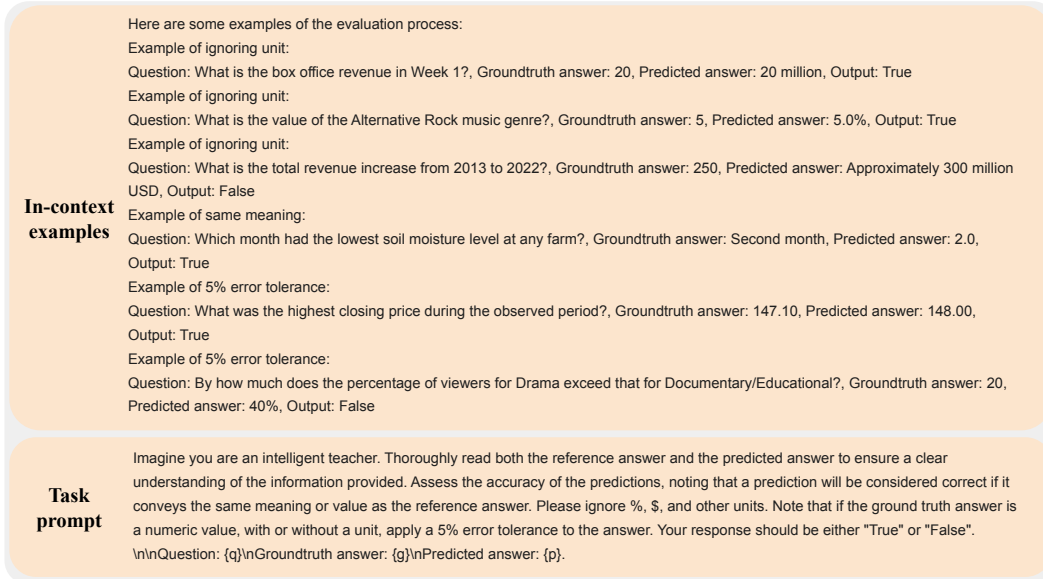 Here are some examples of the evaluation process:
Example of ignoring unit:
Question: What is the box office revenue in Week 1?, Groundtruth answer: 20, Predicted answer: 20 million, Output: True
Example of ignoring unit:
Question: What is the value of the Alternative Rock music genre?, Groundtruth answer: 5, Predicted answer: 5.0%, Output: True
Example of ignoring unit:
Question: What is the total revenue increase from 2013 to 2022?, Groundtruth answer: 250, Predicted answer: Approximately 300 million
USD, Output: False
In-context
examples
Example of same meaning:
Question: Which month had the lowest soil moisture level at any farm?, Groundtruth answer: Second month, Predicted answer: 2.0,
Output: True
Example of 5% error tolerance:
Question: What was the highest closing price during the observed period?, Groundtruth answer: 147.10, Predicted answer: 148.00,
Output: True
Example of 5% error tolerance:
Question: By how much does the percentage of viewers for Drama exceed that for Documentary/Educational?, Groundtruth answer: 20,
Predicted answer: 40%, Output: False
Task
prompt
Imagine you are an intelligent teacher. Thoroughly read both the reference answer and the predicted answer to ensure a clear
understanding of the information provided. Assess the accuracy of the predictions, noting that a prediction will be considered correct if it
conveys the same meaning or value as the reference answer. Please ignore %, $, and other units. Note that if the ground truth answer is
a numeric value, with or without a unit, apply a 5% error tolerance to the answer. Your response should be either "True" or "False".
\n\nQuestion: {q}\nGroundtruth answer: {g}\nPredicted answer: {p}.